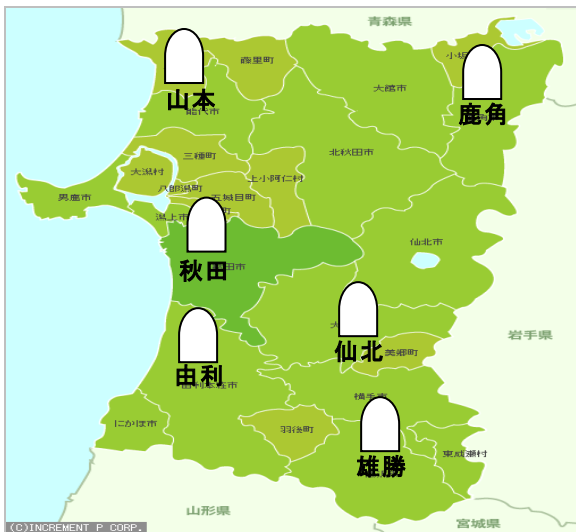 青森県
小坂
藤里町
山本
大館市
鹿角
能代市
北秋田市
三種町
大潟村
上小阿仁村
八郎潟町
男鹿市
五城目町
潟上市
町
仙北市
秋田
田市
大
仙北
岩手県
美郷町
由利
由利本荘市
横手市
にかほ市
羽後町
雄勝
東成瀬村
山形県
宮城県
(C)INCREMENT P CORP.